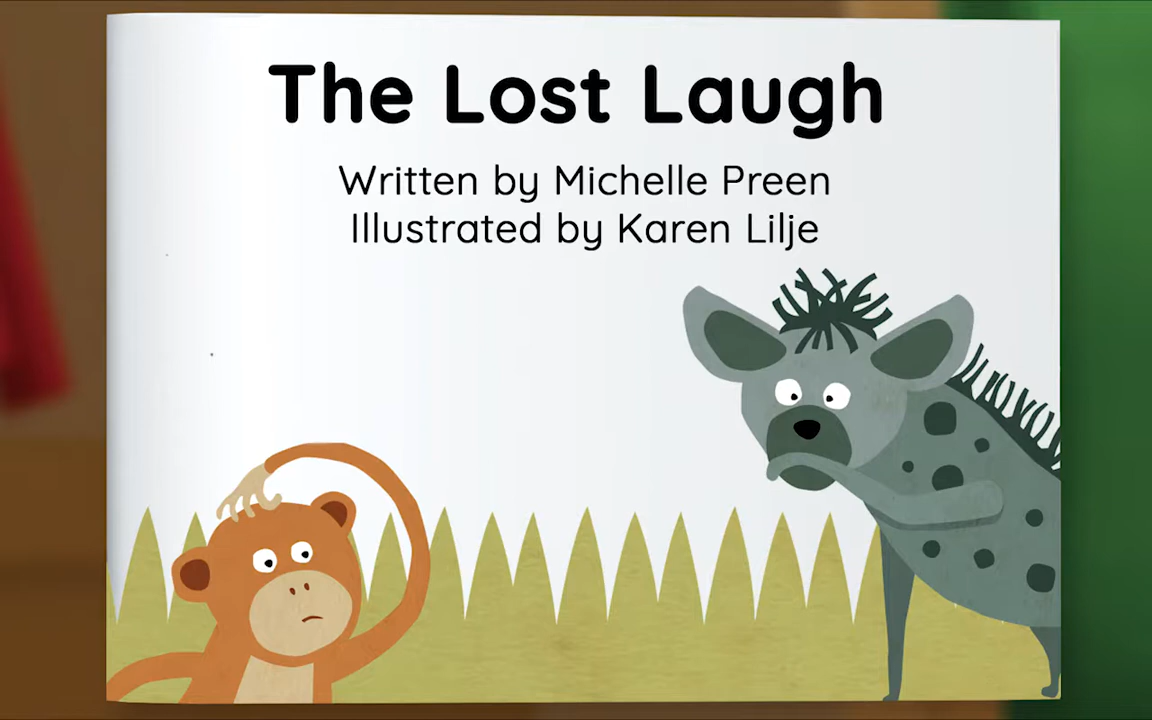 The Lost Laugh
Written by Michelle Preen
Illustrated by Karen Lilje